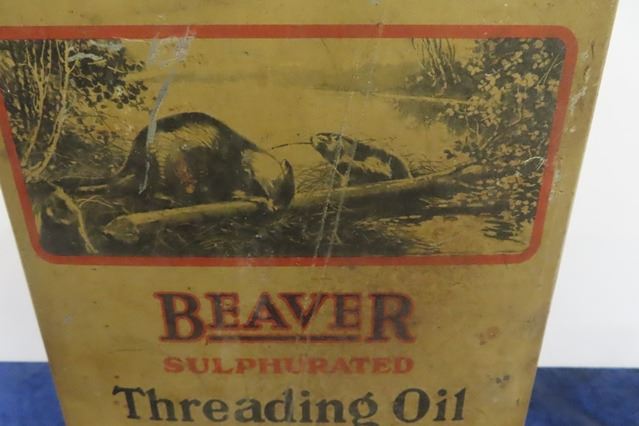 BEAVER
SULPHURATED
Threading Oil